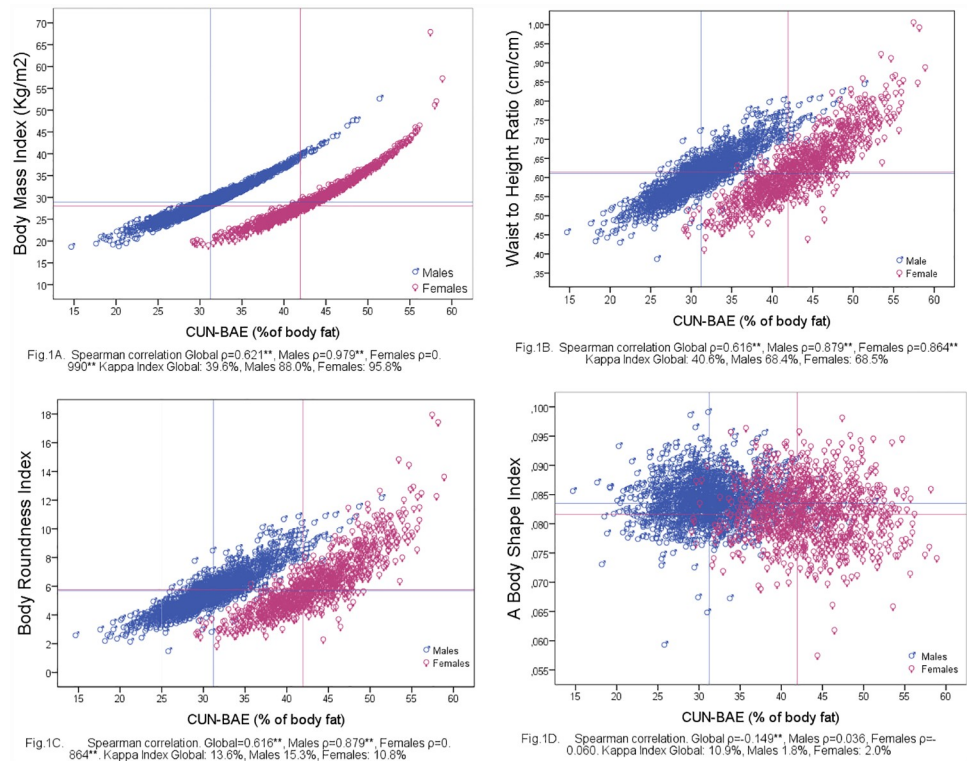 Body Mass Index (Kg/m2)
70
65
60
55
50
45
40
35
30
25
20
15
10
15 20 25 30 35 40 45 50 55 60
Males
Females
CUN-BAE (%of body fat)
Fig.1A. Spearman correlation Global ρ=0.621**, Males ρ=0.979**, Females ρ=0.
990** Kappa Index Global: 39.6%, Males 88.0%, Females: 95.8%
Waist to Height Ratio (cm/cm)
1,00
,95
,90
,85
,80
,75
,70
,65
,60
,55
,50
,45
,40
,35
15 20 25 30 35 40 45 50 55 60
Male
Female
CUN-BAE (% of body fat)
Fig.1B. Spearman correlation Global ρ=0.616**, Males ρ=0.879**, Females ρ=0.864**
Kappa Index Global: 40.6%, Males 68.4%, Females: 68.5%
Body Roundness Index
18
16
14
12
10
8
6
4
2
0
15 20 25 30 35 40 45 50 55 60
Males
Females
CUN-BAE (% of body fat)
Fig.1C. Spearman correlation. Global=0.616**, Males ρ=0.879**, Females ρ=0.
864**. Kappa Index Global: 13.6%, Males 15.3%, Females: 10.8%
A Body Shape Index
,100
,095
,090
,085
,080
,075
,070
,065
,060
,055
15 20 25 30 35 40 45 50 55 60
Males
Females
CUN-BAE (% of body fat)
Fig.1D. Spearman correlation. Global ρ=-0.149**, Males ρ=0.036, Females ρ=-
0.060. Kappa Index Global: 10.9%, Males 1.8%, Females: 2.0%